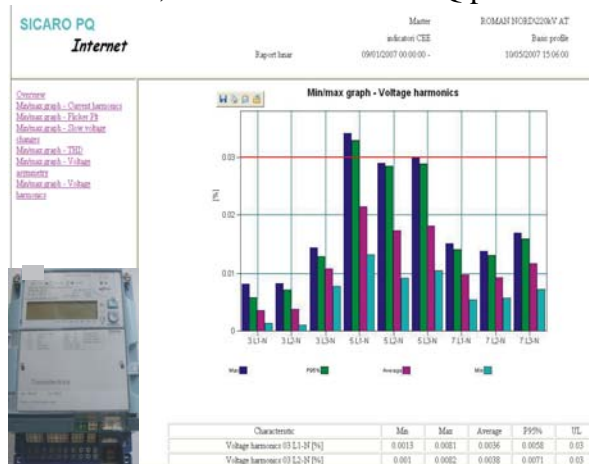 SICARO PQ
Internet
Master ROMAN NORD/220kV AT
indicatori CEE Basic profile
Raport lunar 09/01/2007 00:00:00 - 10/05/2007 15:06:00
Overview
Min/max graph - Current harmonics
Min/max graph - Flicker Plt
Min/max graph - Slow voltage
changes
Min/max graph - THD
Min/max graph - Voltage
asymmetry
Min/max graph - Voltage
harmonics
Min/max graph - Voltage harmonics
[%]
0.03
0.02
0.01
0
3 L1-N 3 L2-N 3 L3-N 5 L1-N 5 L2-N 5 L3-N 7 L1-N 7 L2-N 7 L3-N
Max P95% Average Min
Characteristic Min Max Average P95% UL
Voltage harmonics 03 L1-N [%] 0.0013 0.0081 0.0036 0.0058 0.03
Voltage harmonics 03 L2-N [%] 0.001 0.0082 0.0038 0.0071 0.03